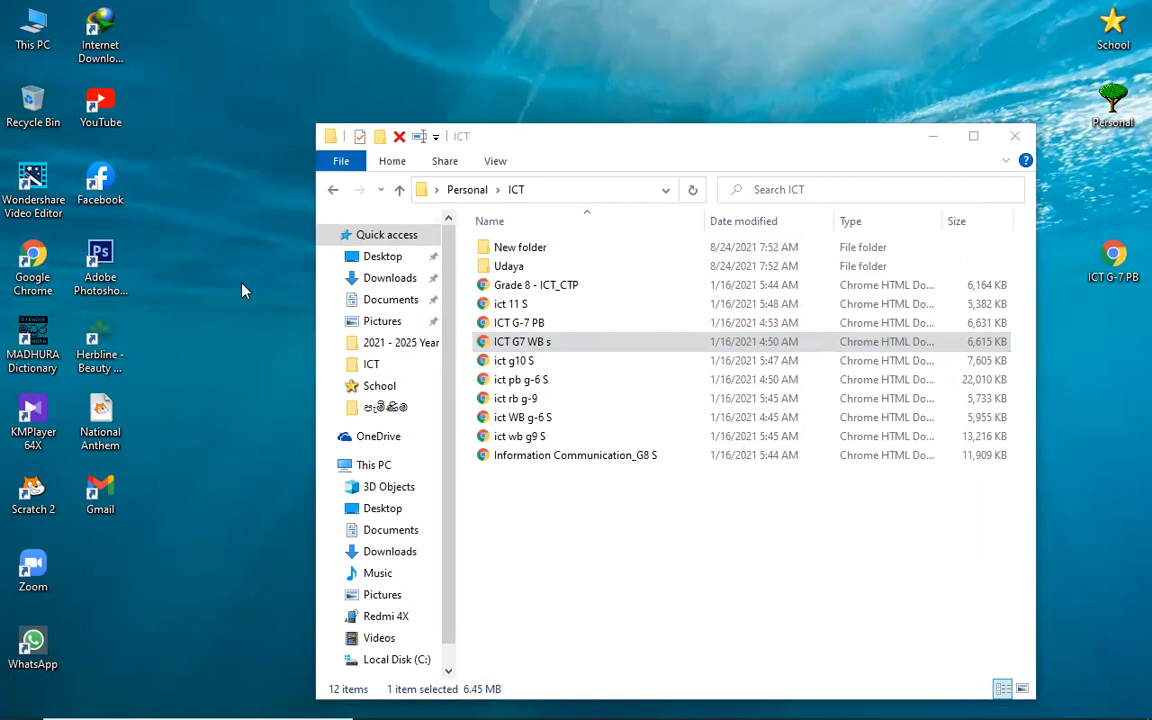 This PC
Internet
Downlo...
Recycle Bin
YouTube
Wondershare
Video Editor
Facebook
Google
Chrome
Adobe
Photosho...
MADHURA
Dictionary
Herbline -
Beauty ...
KMPlayer
64X
National
Anthem
Scratch 2
Gmail
Zoom
WhatsApp
School
Personal
ICT G-7 PB
ICT
File
Home
Share
View
Personal
ICT
Search ICT
Name
Date modified
Type
Size
Quick access
Desktop
Downloads
Documents
Pictures
2021 - 2025 Year
ICT
School
පැමිණීම
OneDrive
This PC
3D Objects
Desktop
Documents
Downloads
Music
Pictures
Redmi 4X
Videos
Local Disk (C:)
New folder 8/24/2021 7:52 AM File folder
Udaya 8/24/2021 7:52 AM File folder
Grade 8 - ICT_CTP 1/16/2021 5:44 AM Chrome HTML Do... 6,164 KB
ict 11 S 1/16/2021 5:48 AM Chrome HTML Do... 5,382 KB
ICT G-7 PB 1/16/2021 4:53 AM Chrome HTML Do... 6,631 KB
ICT G7 WB s 1/16/2021 4:50 AM Chrome HTML Do... 6,615 KB
ict g10 S 1/16/2021 5:47 AM Chrome HTML Do... 7,605 KB
ict pb g-6 S 1/16/2021 4:50 AM Chrome HTML Do... 22,010 KB
ict rb g-9 1/16/2021 5:45 AM Chrome HTML Do... 5,733 KB
ict WB g-6 S 1/16/2021 4:45 AM Chrome HTML Do... 5,955 KB
ict wb g9 S 1/16/2021 5:45 AM Chrome HTML Do... 13,216 KB
Information Communication_G8 S 1/16/2021 5:44 AM Chrome HTML Do... 11,909 KB
12 items 1 item selected 6.45 MB